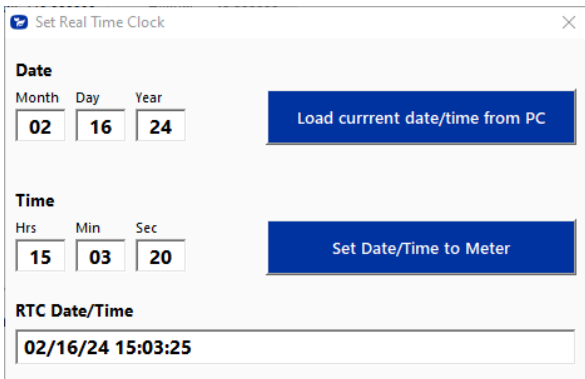 Set Real Time Clock
Date
Month Day Year
02 16 24
Load currrent date/time from PC
Time
Hrs Min Sec
15 03 20
Set Date/Time to Meter
RTC Date/Time
02/16/24 15:03:25